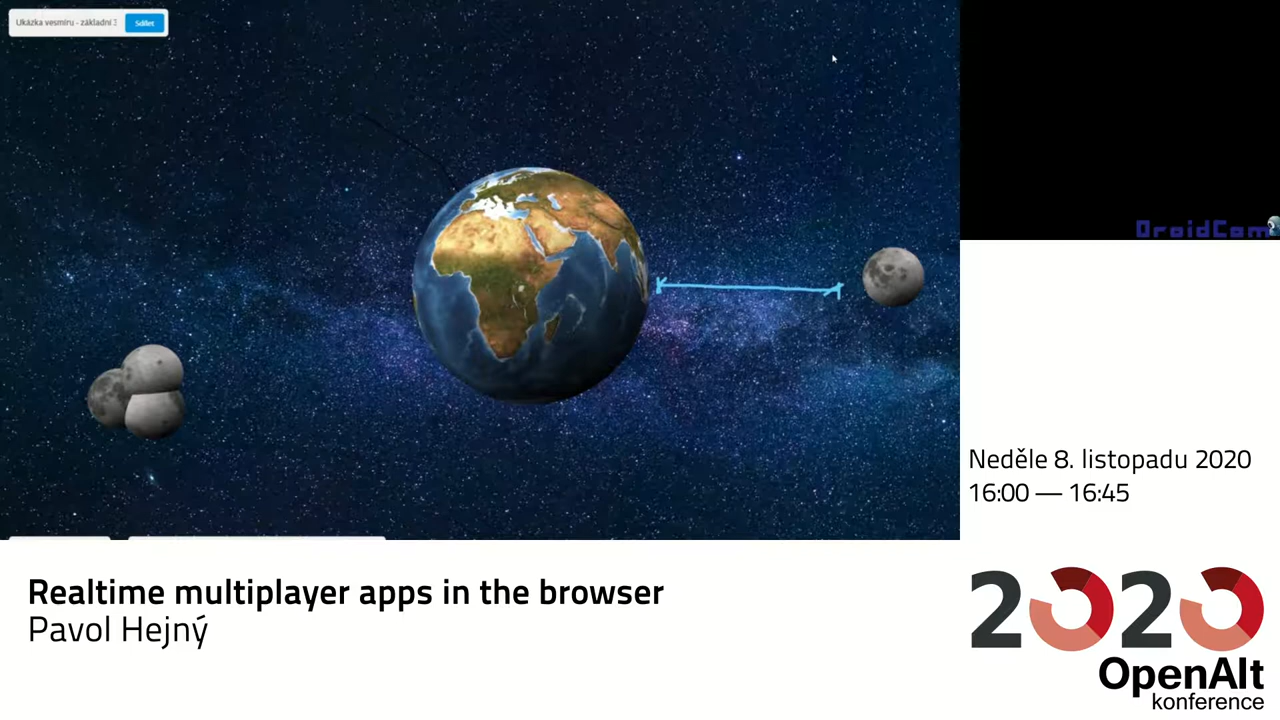 Ukázka vesmíru - základní 3
Sdílet
DroidCam
Neděle 8. listopadu 2020
16:00 — 16:45
Realtime multiplayer apps in the browser
Pavol Hejný
2020
OpenAlt
konference